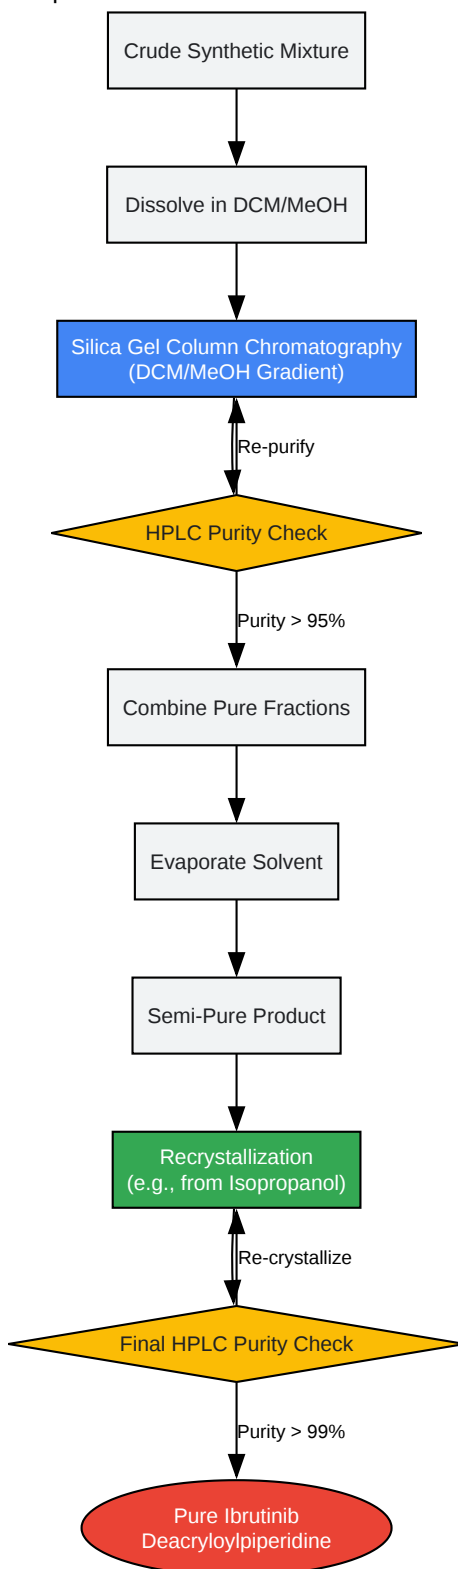 Crude Synthetic Mixture
Dissolve in DCM/MeOH
Silica Gel Column Chromatography
(DCM/MeOH Gradient)
Re-purify
HPLC Purity Check
Purity > 95%
Combine Pure Fractions
Evaporate Solvent
Semi-Pure Product
Recrystallization
(e.g., from Isopropanol)
Re-crystallize
Final HPLC Purity Check
Purity > 99%
Pure Ibrutinib
Deacryloylpiperidine